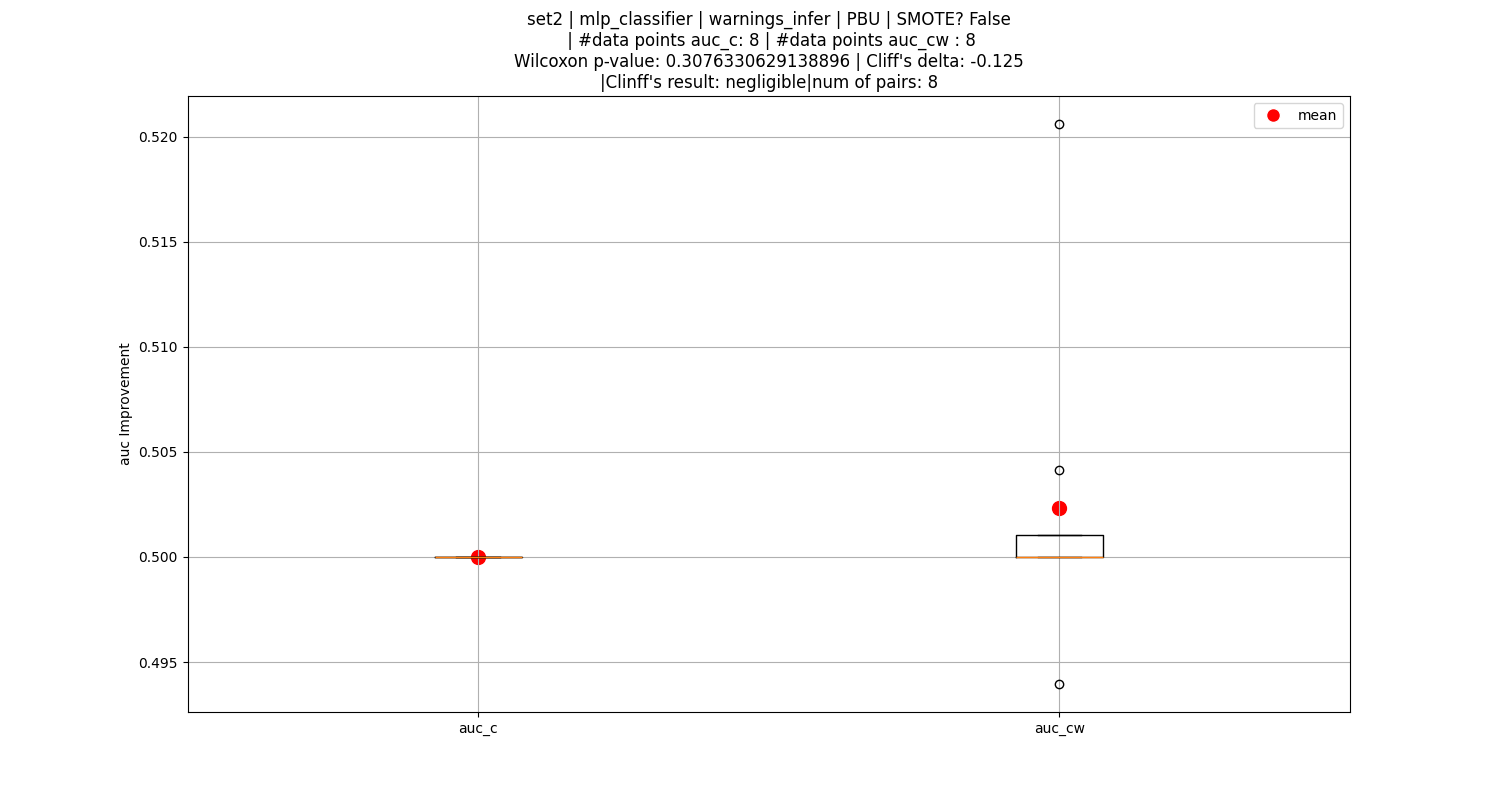 set2 | mlp_classifier | warnings_infer | PBU | SMOTE? False
| #data points auc_c: 8 | #data points auc_cw : 8
Wilcoxon p-value: 0.3076330629138896 | Cliff's delta: -0.125
|Clinff's result: negligible|num of pairs: 8
mean
0.520
0.515
0.510
0.505
0.500
0.495
auc Improvement
auc_c
auc_cw